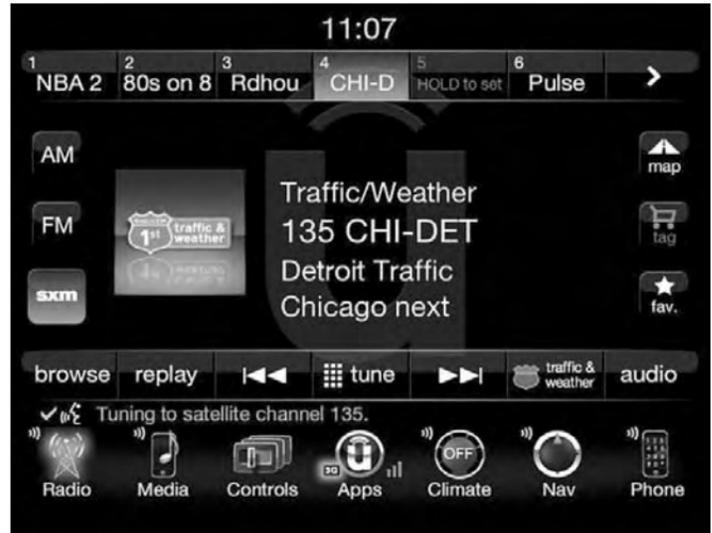 11:07
1 2 3 4 5 6
NBA 2 80s on 8 Rdhou CHI-D HOLD to set Pulse
AM
FM
sxm
1st traffic &
weather
Traffic/Weather
135 CHI-DET
Detroit Traffic
Chicago next
map
tag
fav.
browse replay tune traffic &
weather audio
Tuning to satellite channel 135.
OFF
3G
Radio Media Controls Apps Climate Nav Phone